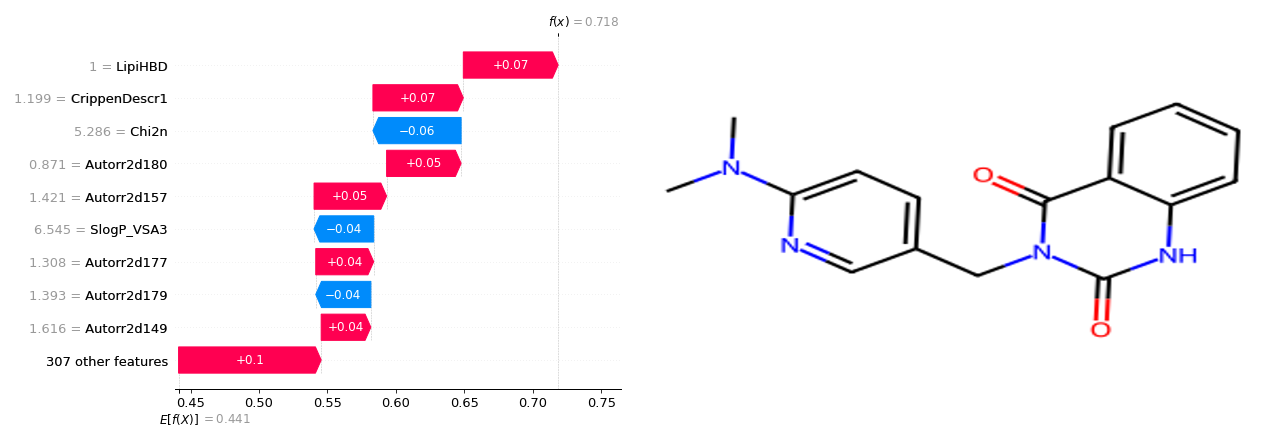 f(x) = 0.718
1 = LipiHBD
+0.07
1.199 = CrippenDescr1
+0.07
5.286 = Chi2n
−0.06
0.871 = Autorr2d180
+0.05
1.421 = Autorr2d157
+0.05
6.545 = SlogP_VSA3
−0.04
1.308 = Autorr2d177
+0.04
1.393 = Autorr2d179
−0.04
1.616 = Autorr2d149
+0.04
307 other features
+0.1
0.45 0.50 0.55 0.60 0.65 0.70 0.75
E[f(X)] = 0.441
N
N
O
N
NH
O